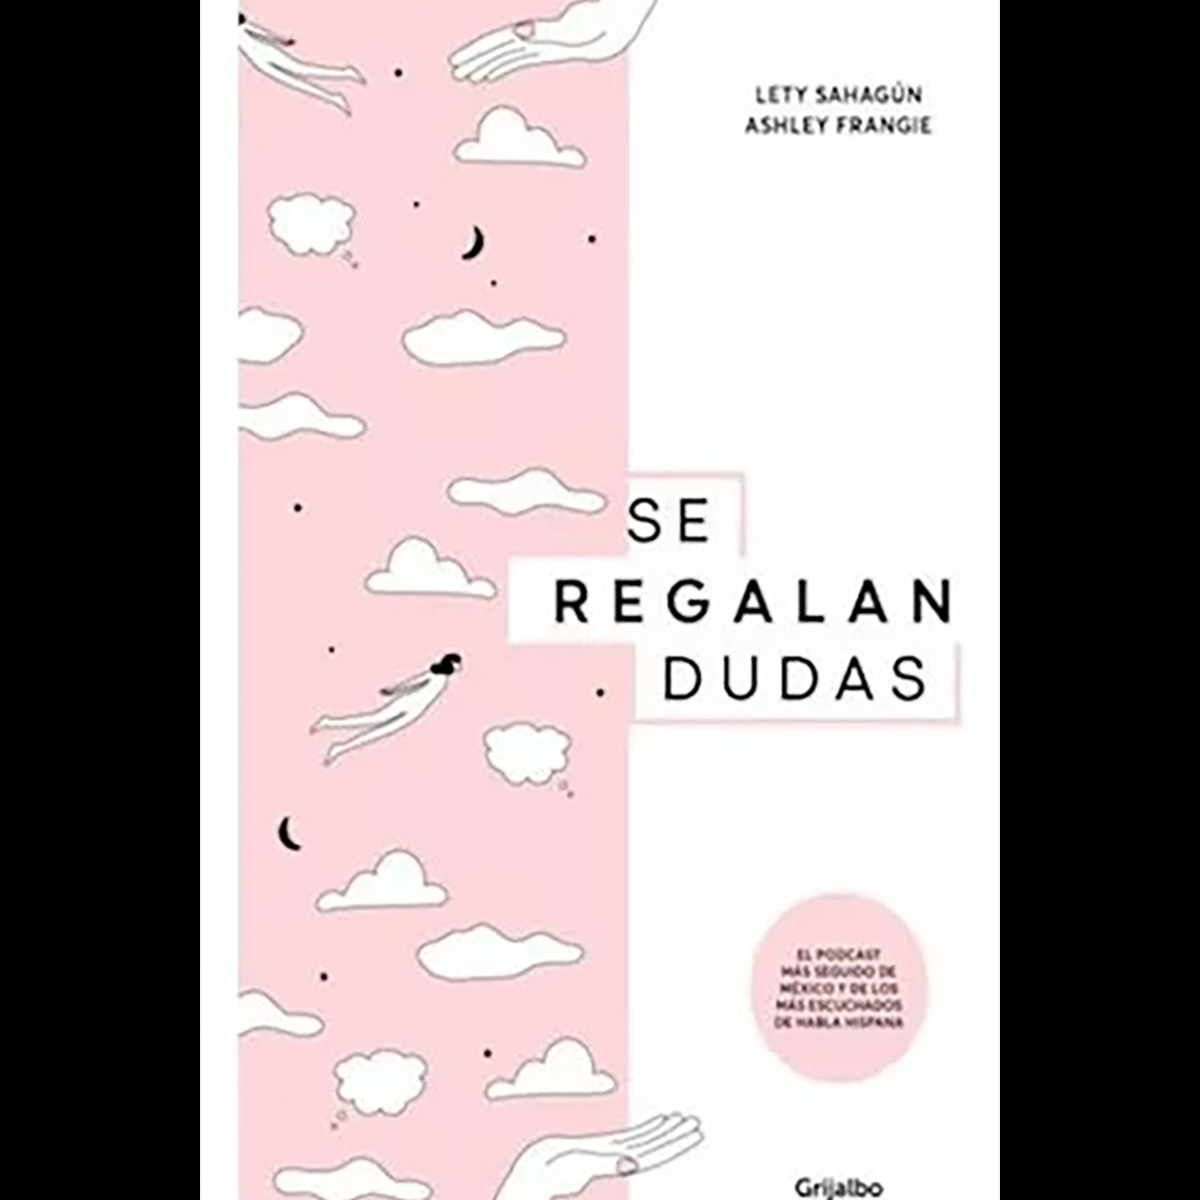 LETY SAHAGÚN
ASHLEY FRANGIE
SE
REGALAN
DUDAS
EL PODCAST
MÁS SEGUIDO DE
MÉXICO Y DE LOS
MÁS ESCUCHADOS
DE HABLA HISPANA
Grijalbo